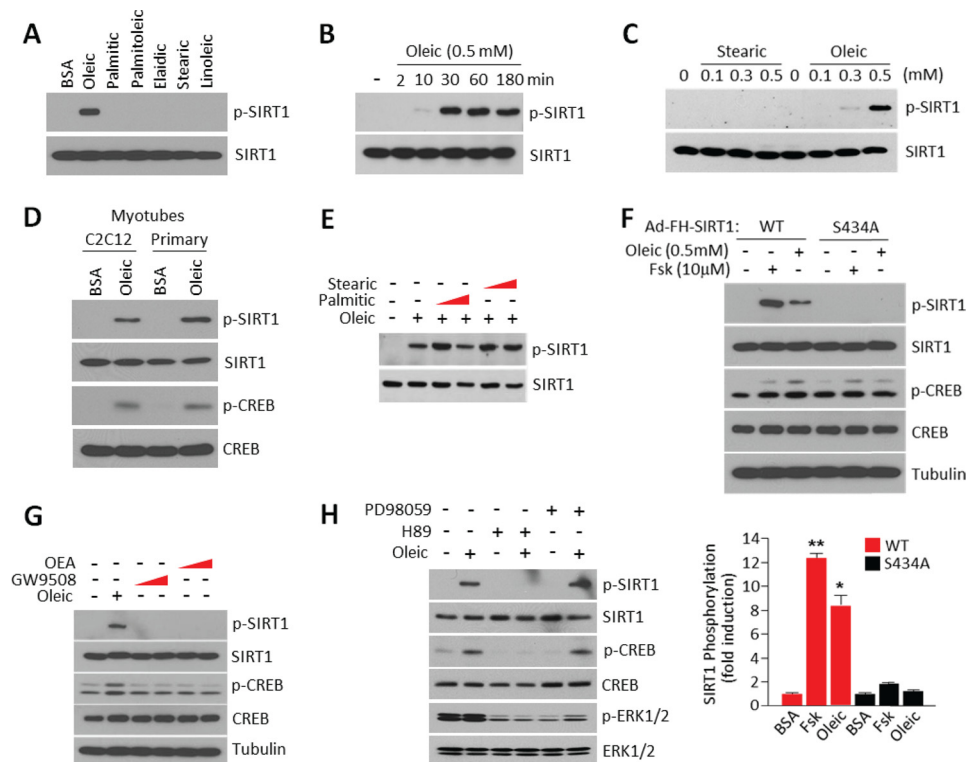 A
BSA
Oleic
Palmitic
Palmitoleic
Elaidic
Stearic
Linoleic
p-SIRT1
SIRT1
B
Oleic (0.5 mM)
- 2 10 30 60 180 min
p-SIRT1
SIRT1
C
Stearic Oleic
0 0.1 0.3 0.5 0 0.1 0.3 0.5 (mM)
p-SIRT1
SIRT1
D
Myotubes
C2C12 Primary
BSA Oleic BSA Oleic
p-SIRT1
SIRT1
p-CREB
CREB
E
Stearic - - - -
Palmitic - - - -
Oleic - + + + + +
p-SIRT1
SIRT1
F
Ad-FH-SIRT1: WT S434A
Oleic (0.5mM) - - + - - +
Fsk (10µM) - + - - + -
p-SIRT1
SIRT1
p-CREB
CREB
Tubulin
SIRT1 Phosphorylation
(fold induction)
14
12
10
8
6
4
2
0
** *
WT
S434A
BSA Fsk Oleic BSA Fsk Oleic
G
OEA - - - -
GW9508 - - - -
Oleic - + - - - -
p-SIRT1
SIRT1
p-CREB
CREB
Tubulin
H
PD98059 - - - - + +
H89 - - + + - -
Oleic - + - + - +
p-SIRT1
SIRT1
p-CREB
CREB
p-ERK1/2
ERK1/2